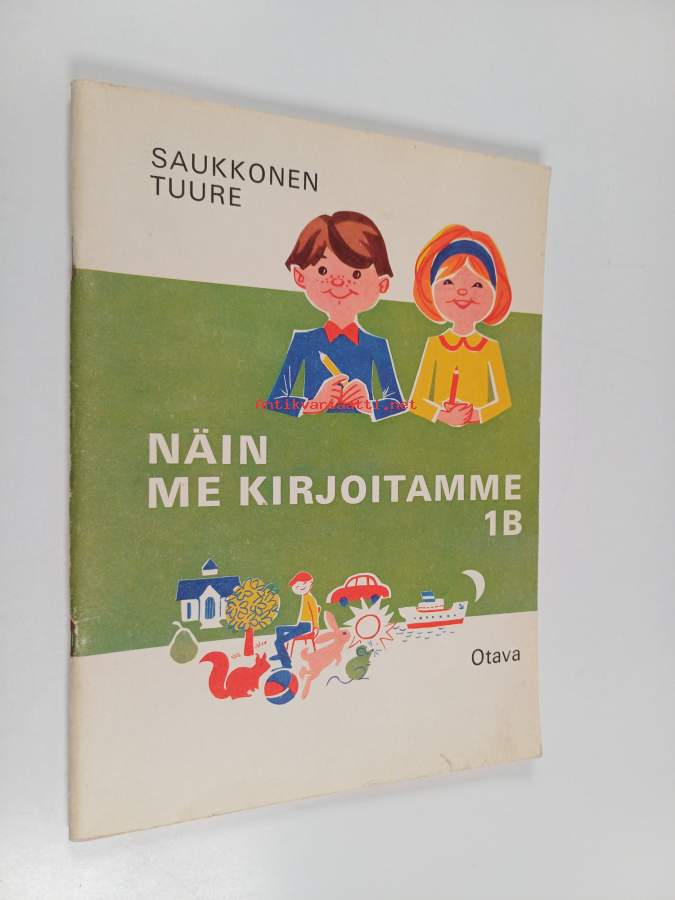 SAUKKONEN
TUURE
Antikvariaatti.net
NÄIN
ME KIRJOITAMME
1B
Otava